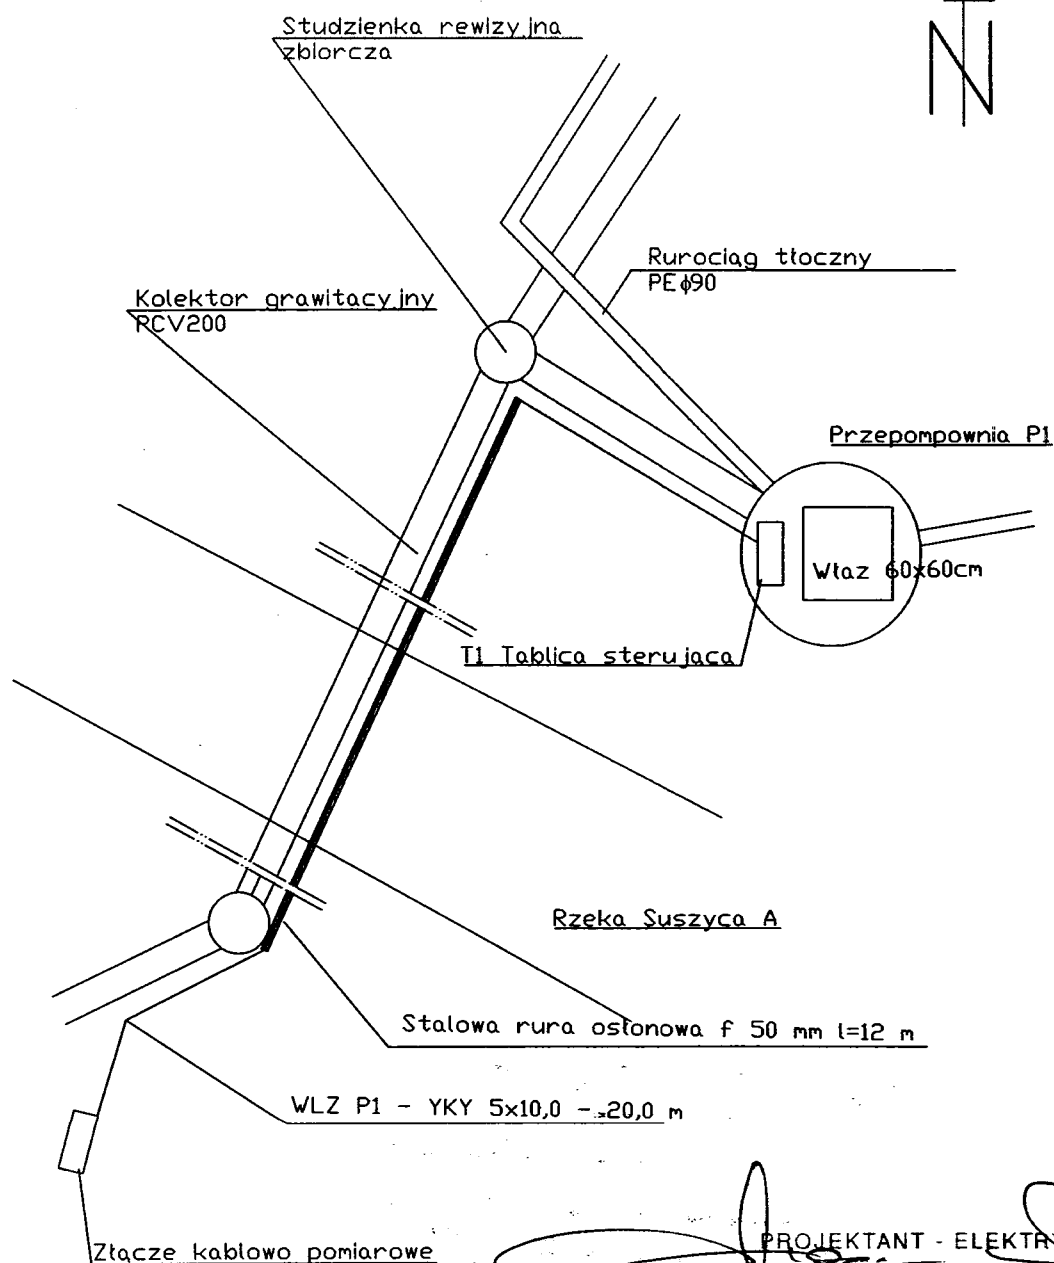 Studzienka rewizyjna
zbiorcza
N
Rurociąg tłoczny
PEϕ90
Kolektor grawitacyjny
PCV200
Przepompownia P1
Właz 60x60cm
T1 Tablica sterujaca
Rzeka Suszyca A
Stalowa rura osłonowa f 50 mm l=12 m
WLZ P1 - YKY 5x10,0 - 20,0 m
Złącze kablowo pomiarowe
PROJEKTANT - ELEKTR